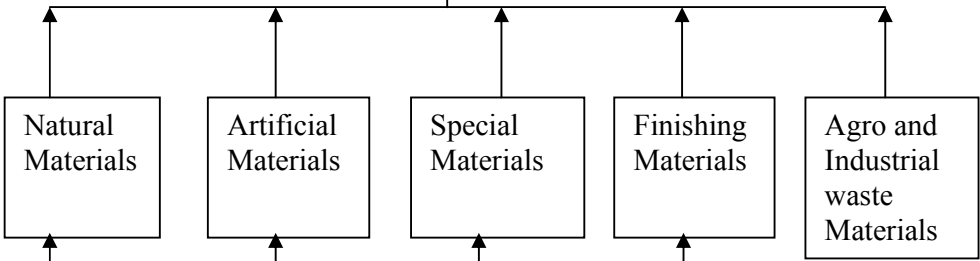 Natural
Materials
Artificial
Materials
Special
Materials
Finishing
Materials
Agro and
Industrial
waste
Materials